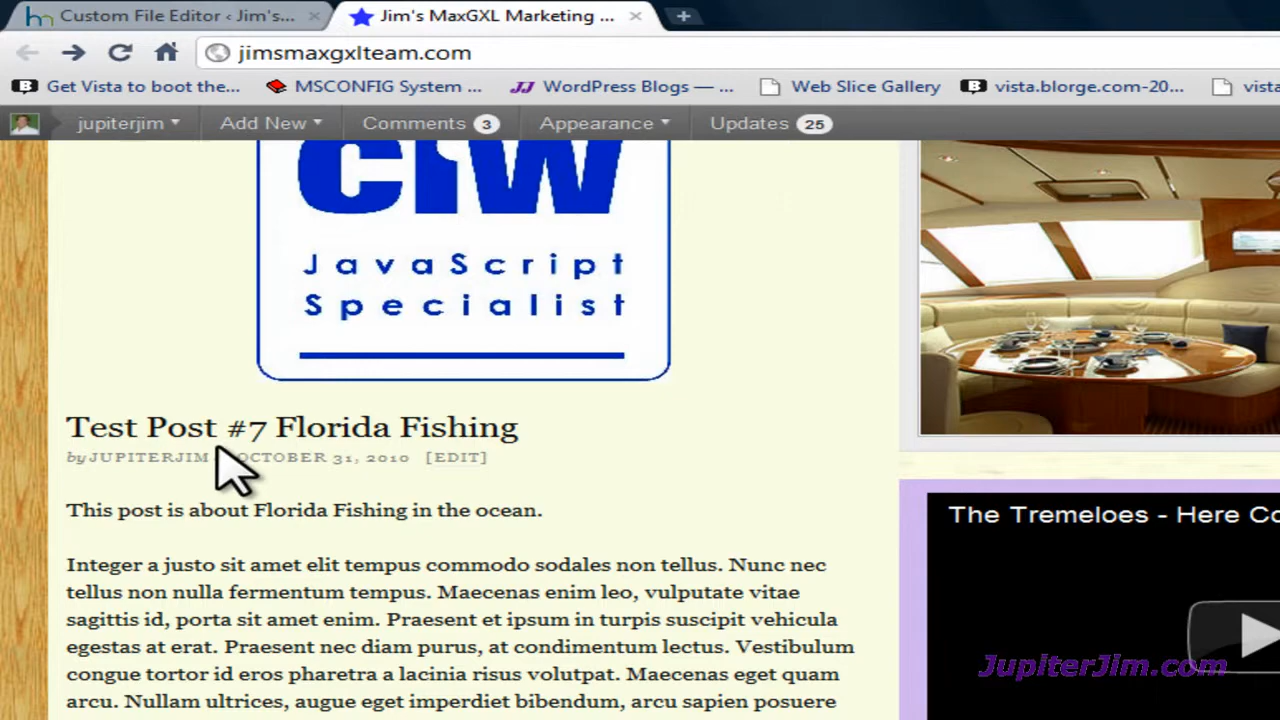 Custom File Editor ‹ Jim's...
Jim's MaxGXL Marketing ...
jimsmaxgxlteam.com
Get Vista to boot the...
MSCONFIG System ...
WordPress Blogs — ...
Web Slice Gallery
vista.blorge.com-20...
vista
jupiterjim
Add New
Comments 3
Appearance
Updates 25
ciw
JavaScript
Specialist
Test Post #7 Florida Fishing
by JUPITERJIM OCTOBER 31, 2010 [EDIT]
This post is about Florida Fishing in the ocean.
Integer a justo sit amet elit tempus commodo sodales non tellus. Nunc nec
tellus non nulla fermentum tempus. Maecenas enim leo, vulputate vitae
sagittis id, porta sit amet enim. Praesent et ipsum in turpis suscipit vehicula
egestas at erat. Praesent nec diam purus, at condimentum lectus. Vestibulum
congue tortor id eros pharetra a lacinia risus volutpat. Maecenas eget quam
arcu. Nullam ultrices, augue eget imperdiet bibendum, arcu sapien posuere
The Tremeloes - Here Co
JupiterJim.com